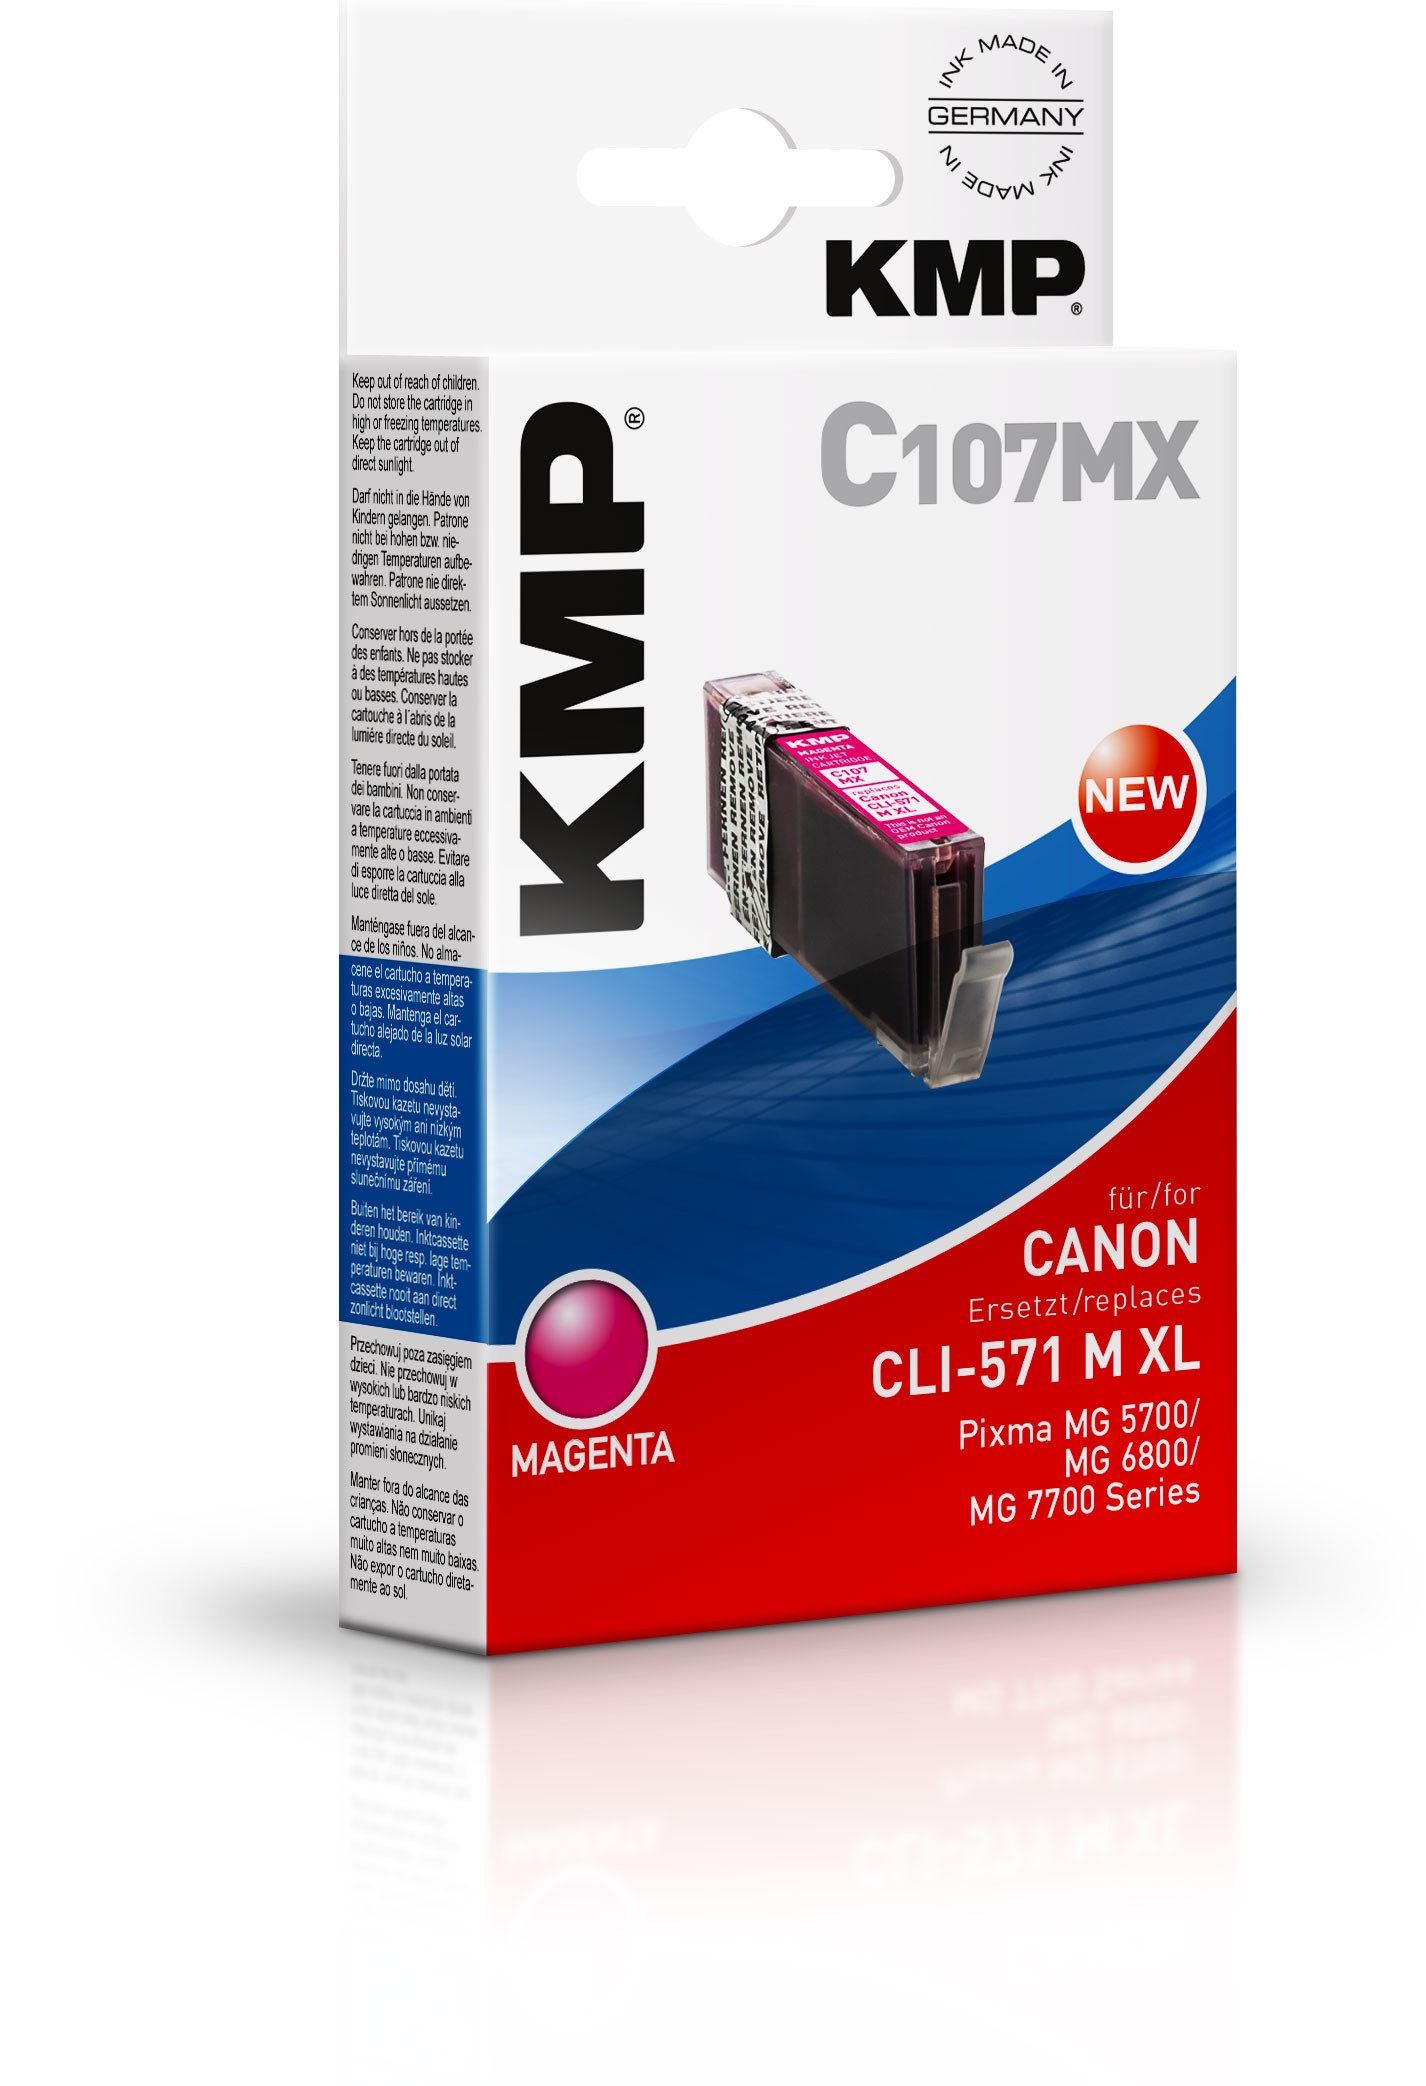 INK MADE IN
GERMANY
INK MADE IN
KMP®
Keep out of reach of children.
Do not store the cartridge in
high or freezing temperatures.
Keep the cartridge out of
direct sunlight.
Darf nicht in die Hände von
Kindern gelangen. Patrone
nicht bei hohen bzw. nie-
drigen Temperaturen aufbe-
wahren. Patrone nie direk-
tem Sonnenlicht aussetzen.
Conserver hors de la portée
des enfants. Ne pas stocker
à des températures hautes
ou basses. Conserver la
cartouche à l'abris de la
lumiére directe du soleil.
Tenere fuori dalla portata
dei bambini. Non conser-
vare la cartuccia in ambienti
a temperature eccessiva-
mente alte o basse. Evitare
di esporre la cartuccia alla
luce diretta del sole.
Manténgase fuera del alcan-
ce de los niños. No alma-
cene el cartucho a tempera-
turas excesivamente altas
o bajas. Mantenga el car-
tucho alejado de la luz solar
directa.
Držte mimo dosahu dětí.
Tiskovou kazetu nevysta-
vujte vysokým ani nízkým
teplotám. Tiskovou kazetu
nevystavujte přímému
slunečnímu záření.
Buiten het bereik van kin-
deren houden. Inktcassette
niet bij hoge resp. lage tem-
peraturen bewaren. Inkt-
cassette nooit aan direct
zonlicht blootstellen.
Przechowuj poza zasięgiem
dzieci. Nie przechowuj w
wysokich lub bardzo niskich
temperaturach. Unikaj
wystawiania na działanie
promieni słonecznych.
Manter fora do alcance das
crianças. Não conservar o
cartucho a temperaturas
muito altas nem muito baixas.
Não expor o cartucho direta-
mente ao sol.
KMP®
C107MX
KMP
MAGENTA
INKJET
CARTRIDGE
C107
MX
replaces
Canon
CLI-571
M XL
This is not an
OEM Canon
product
NEW
für/for
CANON
Ersetzt/replaces
CLI-571 M XL
Pixma MG 5700/
MG 6800/
MG 7700 Series
MAGENTA